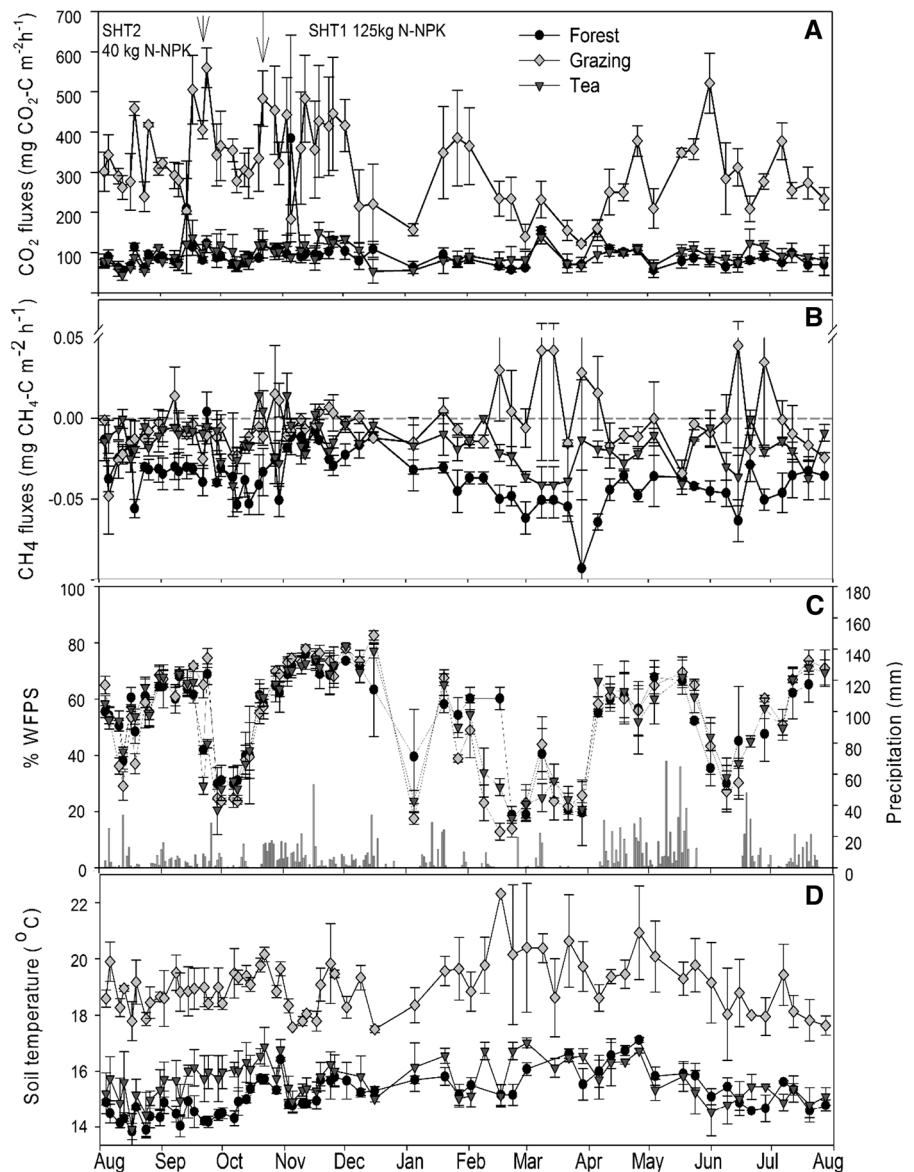 700
600
500
400
300
200
100
CO2 fluxes (mg CO2-C m-2h-1)
SHT2
40 kg N-NPK
SHT1 125kg N-NPK
Forest
Grazing
Tea
A
0.05
0.00
-0.05
CH4 fluxes (mg CH4-C m-2 h-1)
B
100
80
60
40
20
0
% WFPS
C
180
160
140
120
100
80
60
40
20
0
Precipitation (mm)
22
20
18
16
14
Soil temperature (oC)
D
Aug Sep Oct Nov Dec Jan Feb Mar Apr May Jun Jul Aug